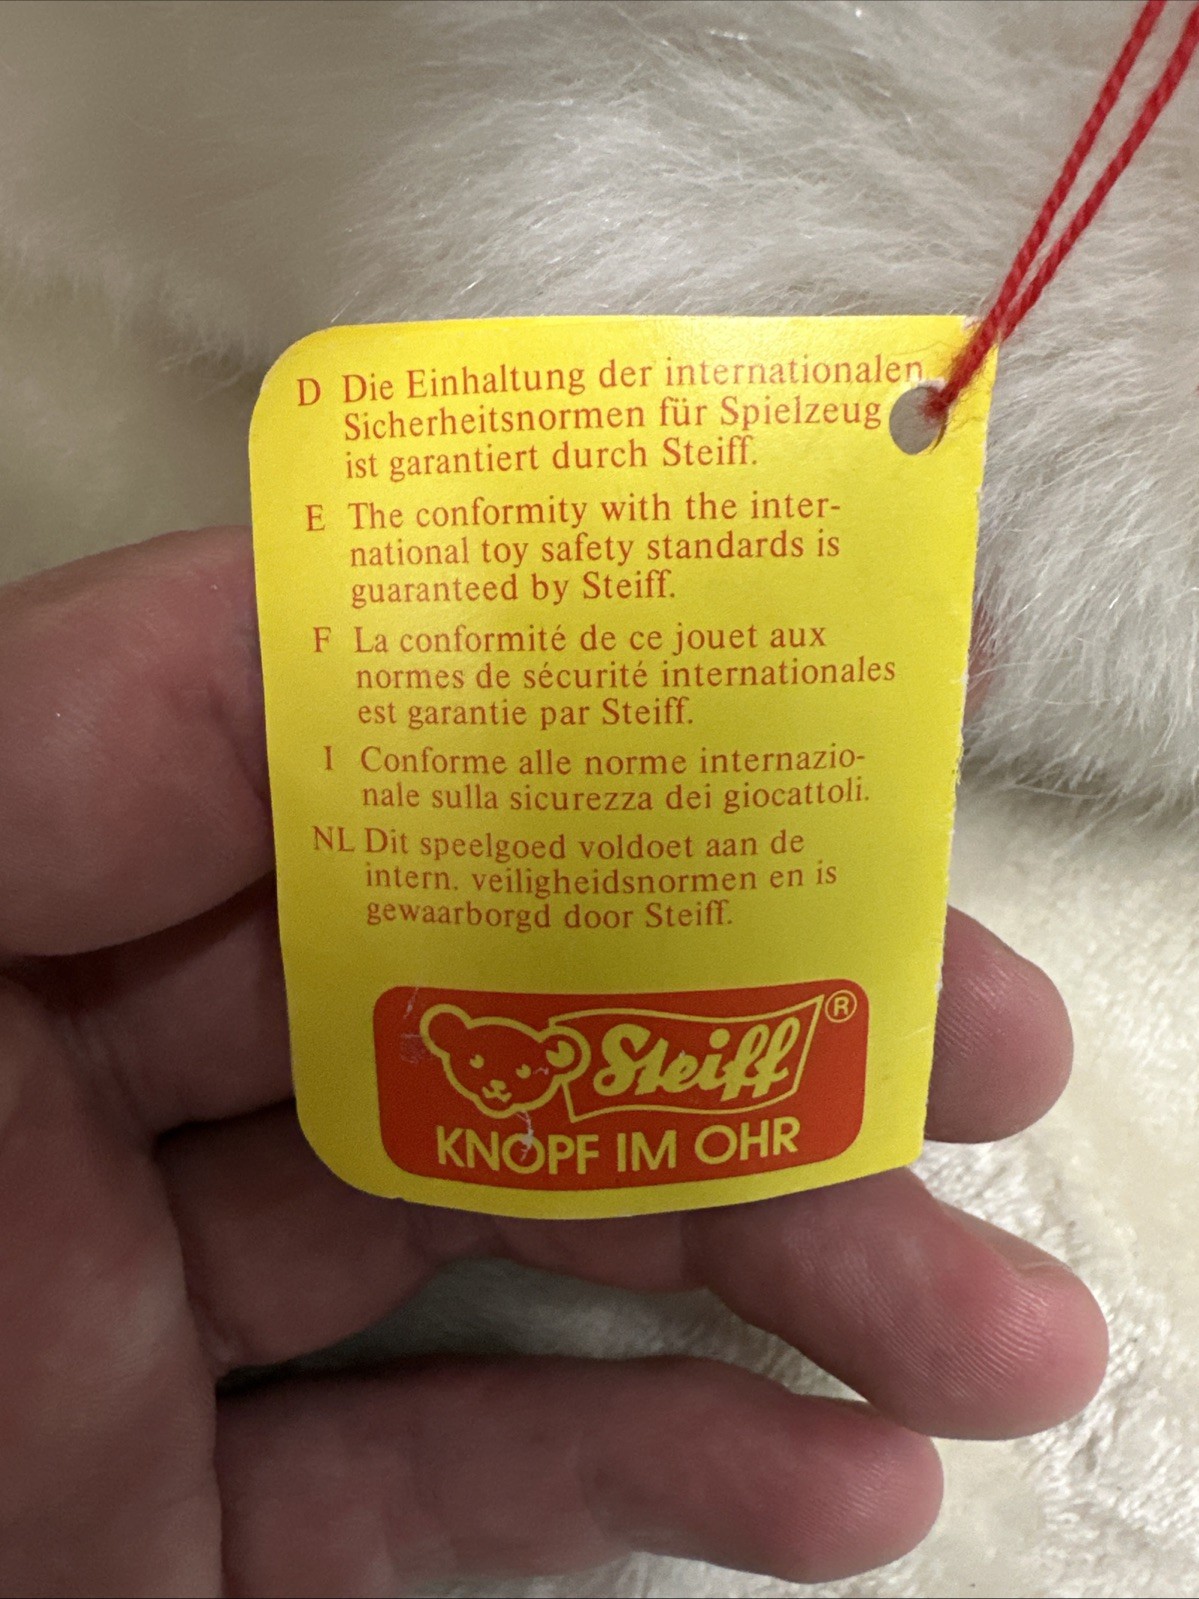 D Die Einhaltung der internationalen
Sicherheitsnormen für Spielzeug
ist garantiert durch Steiff.
E The conformity with the inter-
national toy safety standards is
guaranteed by Steiff.
F La conformité de ce jouet aux
normes de sécurité internationales
est garantie par Steiff.
I Conforme alle norme internazio-
nale sulla sicurezza dei giocattoli.
NL Dit speelgoed voldoet aan de
intern. veiligheidsnormen en is
gewaarborgd door Steiff.
Steiff ®
KNOPF IM OHR